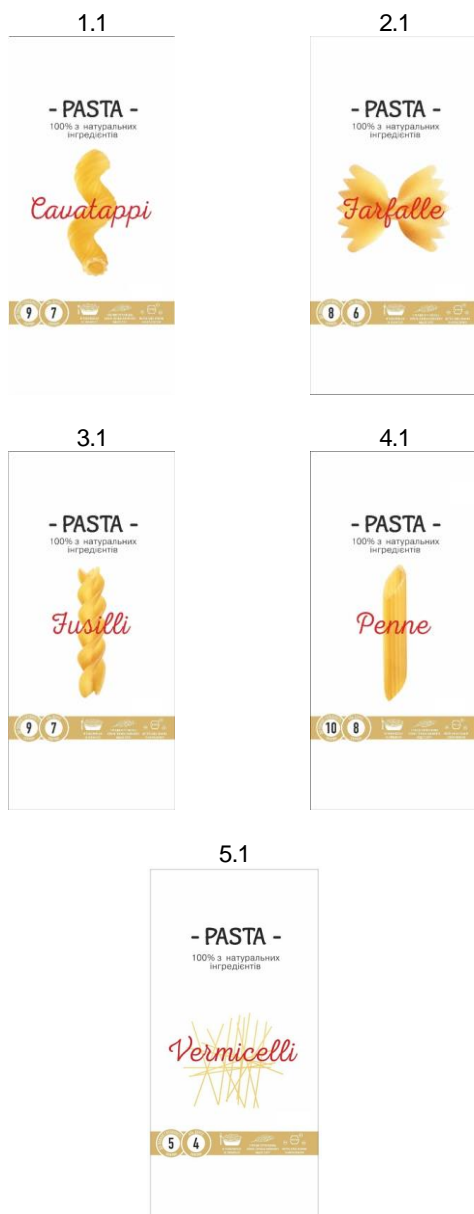 1.1
- PASTA -
100% з натуральних
інгредієнтів
Cavatappi
9 7
2.1
- PASTA -
100% з натуральних
інгредієнтів
Farfalle
8 6
3.1
- PASTA -
100% з натуральних
інгредієнтів
Fusilli
9 7
4.1
- PASTA -
100% з натуральних
інгредієнтів
Penne
10 8
5.1
- PASTA -
100% з натуральних
інгредієнтів
Vermicelli
5 4